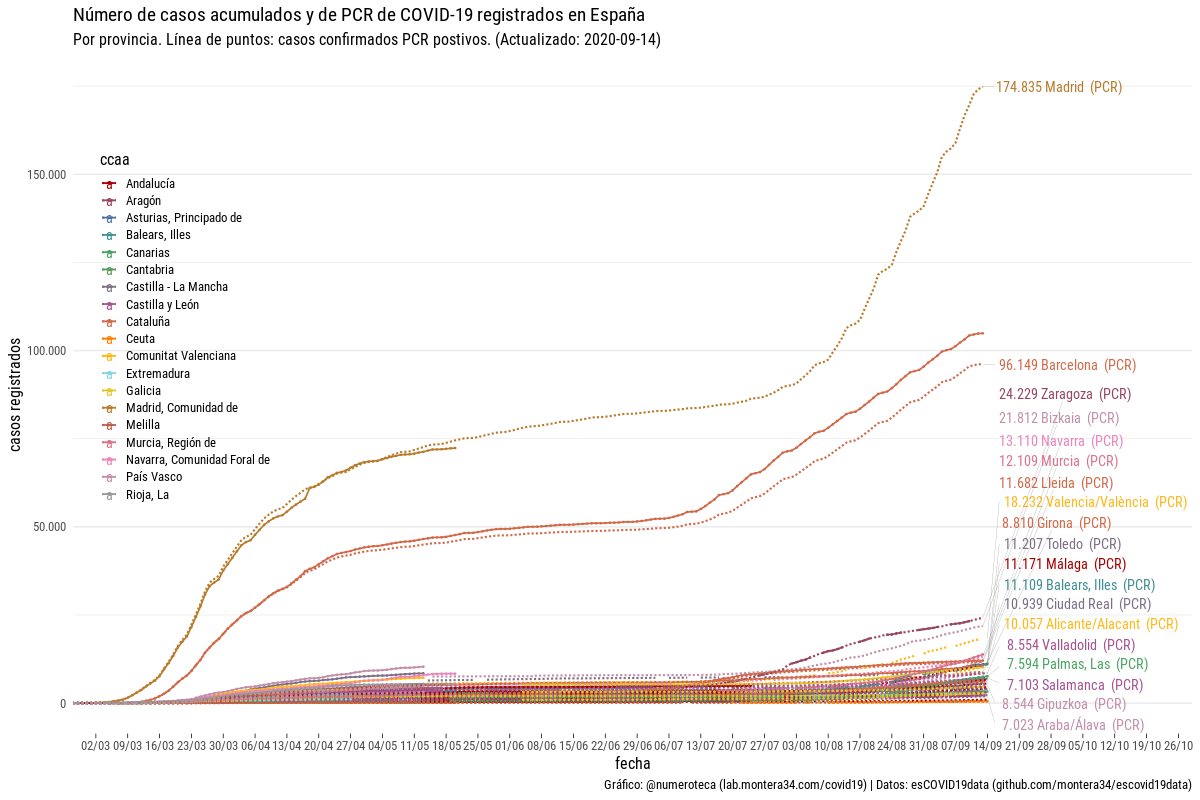 Número de casos acumulados y de PCR de COVID-19 registrados en España
Por provincia. Línea de puntos: casos confirmados PCR postivos. (Actualizado: 2020-09-14)
casos registrados
150.000
100.000
50.000
0
ccaa
Andalucía
Aragón
Asturias, Principado de
Balears, Illes
Canarias
Cantabria
Castilla - La Mancha
Castilla y León
Cataluña
Ceuta
Comunitat Valenciana
Extremadura
Galicia
Madrid, Comunidad de
Melilla
Murcia, Región de
Navarra, Comunidad Foral de
País Vasco
Rioja, La
174.835 Madrid (PCR)
96.149 Barcelona (PCR)
24.229 Zaragoza (PCR)
21.812 Bizkaia (PCR)
13.110 Navarra (PCR)
12.109 Murcia (PCR)
11.682 Lleida (PCR)
18.232 Valencia/València (PCR)
8.810 Girona (PCR)
11.207 Toledo (PCR)
11.171 Málaga (PCR)
11.109 Balears, Illes (PCR)
10.939 Ciudad Real (PCR)
10.057 Alicante/Alacant (PCR)
8.554 Valladolid (PCR)
7.594 Palmas, Las (PCR)
7.103 Salamanca (PCR)
8.544 Gipuzkoa (PCR)
7.023 Araba/Álava (PCR)
02/03 09/03 16/03 23/03 30/03 06/04 13/04 20/04 27/04 04/05 11/05 18/05 25/05 01/06 08/06 15/06 22/06 29/06 06/07 13/07 20/07 27/07 03/08 10/08 17/08 24/08 31/08 07/09 14/09 21/09 28/09 05/10 12/10 19/10 26/10
fecha
Gráfico: @numeroteca (lab.montera34.com/covid19) | Datos: esCOVID19data (github.com/montera34/escovid19data)